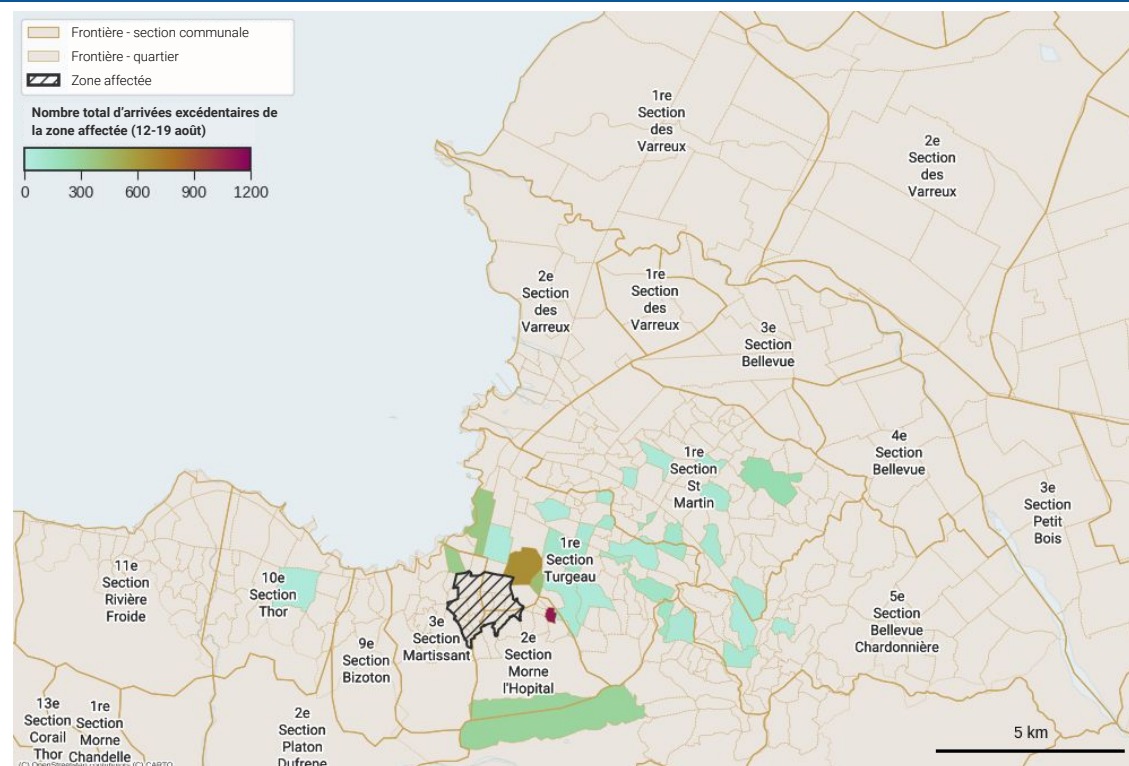 Frontière - section communale
Frontière - quartier
Zone affectée
Nombre total d'arrivées excédentaires de
la zone affectée (12-19 août)
0 300 600 900 1200
1re
Section
des
Varreux
2e
Section
des
Varreux
2e
Section
des
Varreux
1re
Section
des
Varreux
3e
Section
Bellevue
4e
Section
Bellevue
1re
Section
St
Martin
3e
Section
Petit
Bois
1re
Section
Turgeau
11e
Section
Rivière
Froide
10e
Section
Thor
5e
Section
Bellevue
Chardonnière
3e
Section
Martissant
2e
Section
Morne
l'Hopital
9e
Section
Bizoton
13e
Section
Corail
Thor
1re
Section
Morne
Chandelle
2e
Section
Platon
Dufrene
5 km
(C) OpenStreetMap contributors (C) CARTO